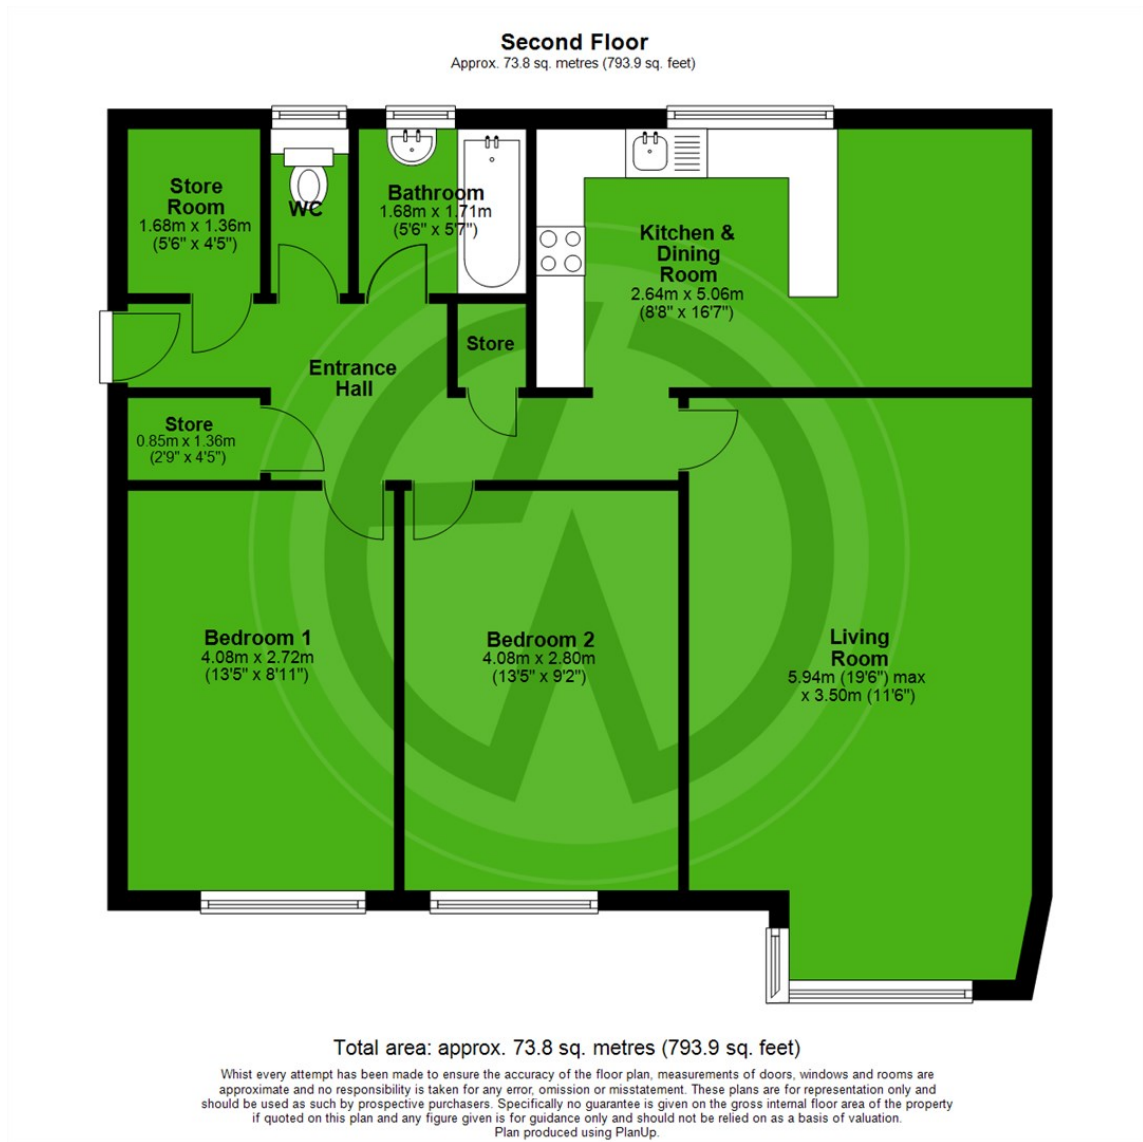 Second Floor
Approx. 73.8 sq. metres (793.9 sq. feet)
Store
Room
1.68m x 1.36m
(5'6" x 4'5")
WC
Bathroom
1.68m x 1.71m
(5'6" x 5'7")
Kitchen &
Dining
Room
2.64m x 5.06m
(8'8" x 16'7")
Store
Entrance
Hall
Store
0.85m x 1.36m
(2'9" x 4'5")
Bedroom 1
4.08m x 2.72m
(13'5" x 8'11")
Bedroom 2
4.08m x 2.80m
(13'5" x 9'2")
Living
Room
5.94m (19'6") max
x 3.50m (11'6")
Total area: approx. 73.8 sq. metres (793.9 sq. feet)
Whist every attempt has been made to ensure the accuracy of the floor plan, measurements of doors, windows and rooms are
approximate and no responsibility is taken for any error, omission or misstatement. These plans are for representation only and
should be used as such by prospective purchasers. Specifically no guarantee is given on the gross internal floor area of the property
if quoted on this plan and any figure given is for guidance only and should not be relied on as a basis of valuation.
Plan produced using PlanUp.